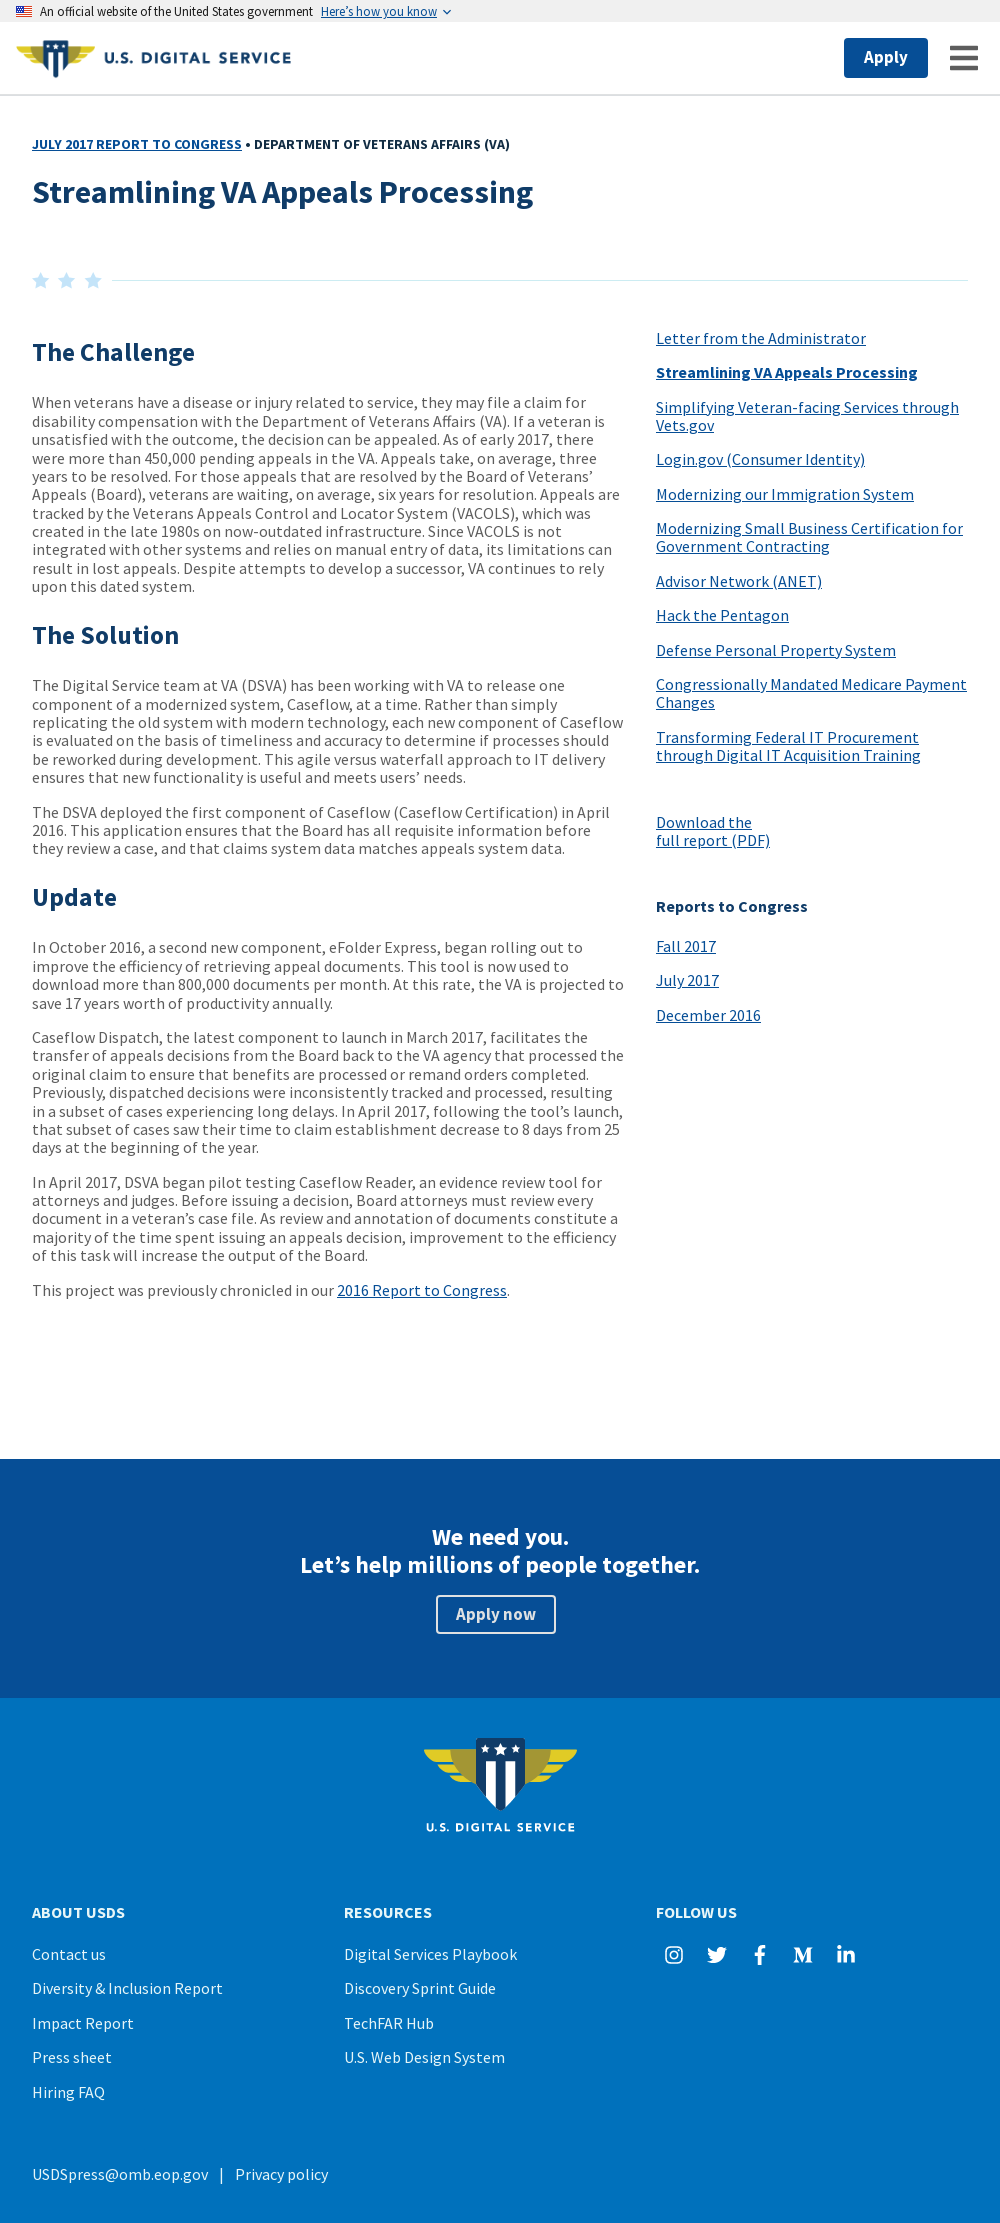 An official website of the United States government Here’s how you know
U.S. DIGITAL SERVICE
Apply
JULY 2017 REPORT TO CONGRESS • DEPARTMENT OF VETERANS AFFAIRS (VA)
Streamlining VA Appeals Processing
The Challenge
When veterans have a disease or injury related to service, they may file a claim for
disability compensation with the Department of Veterans Affairs (VA). If a veteran is
unsatisfied with the outcome, the decision can be appealed. As of early 2017, there
were more than 450,000 pending appeals in the VA. Appeals take, on average, three
years to be resolved. For those appeals that are resolved by the Board of Veterans’
Appeals (Board), veterans are waiting, on average, six years for resolution. Appeals are
tracked by the Veterans Appeals Control and Locator System (VACOLS), which was
created in the late 1980s on now-outdated infrastructure. Since VACOLS is not
integrated with other systems and relies on manual entry of data, its limitations can
result in lost appeals. Despite attempts to develop a successor, VA continues to rely
upon this dated system.
The Solution
The Digital Service team at VA (DSVA) has been working with VA to release one
component of a modernized system, Caseflow, at a time. Rather than simply
replicating the old system with modern technology, each new component of Caseflow
is evaluated on the basis of timeliness and accuracy to determine if processes should
be reworked during development. This agile versus waterfall approach to IT delivery
ensures that new functionality is useful and meets users’ needs.
The DSVA deployed the first component of Caseflow (Caseflow Certification) in April
2016. This application ensures that the Board has all requisite information before
they review a case, and that claims system data matches appeals system data.
Update
In October 2016, a second new component, eFolder Express, began rolling out to
improve the efficiency of retrieving appeal documents. This tool is now used to
download more than 800,000 documents per month. At this rate, the VA is projected to
save 17 years worth of productivity annually.
Caseflow Dispatch, the latest component to launch in March 2017, facilitates the
transfer of appeals decisions from the Board back to the VA agency that processed the
original claim to ensure that benefits are processed or remand orders completed.
Previously, dispatched decisions were inconsistently tracked and processed, resulting
in a subset of cases experiencing long delays. In April 2017, following the tool’s launch,
that subset of cases saw their time to claim establishment decrease to 8 days from 25
days at the beginning of the year.
In April 2017, DSVA began pilot testing Caseflow Reader, an evidence review tool for
attorneys and judges. Before issuing a decision, Board attorneys must review every
document in a veteran’s case file. As review and annotation of documents constitute a
majority of the time spent issuing an appeals decision, improvement to the efficiency
of this task will increase the output of the Board.
This project was previously chronicled in our 2016 Report to Congress.
Letter from the Administrator
Streamlining VA Appeals Processing
Simplifying Veteran-facing Services through
Vets.gov
Login.gov (Consumer Identity)
Modernizing our Immigration System
Modernizing Small Business Certification for
Government Contracting
Advisor Network (ANET)
Hack the Pentagon
Defense Personal Property System
Congressionally Mandated Medicare Payment
Changes
Transforming Federal IT Procurement
through Digital IT Acquisition Training
Download the
full report (PDF)
Reports to Congress
Fall 2017
July 2017
December 2016
We need you.
Let’s help millions of people together.
Apply now
U.S. DIGITAL SERVICE
ABOUT USDS
Contact us
Diversity & Inclusion Report
Impact Report
Press sheet
Hiring FAQ
RESOURCES
Digital Services Playbook
Discovery Sprint Guide
TechFAR Hub
U.S. Web Design System
FOLLOW US
USDSpress@omb.eop.gov | Privacy policy